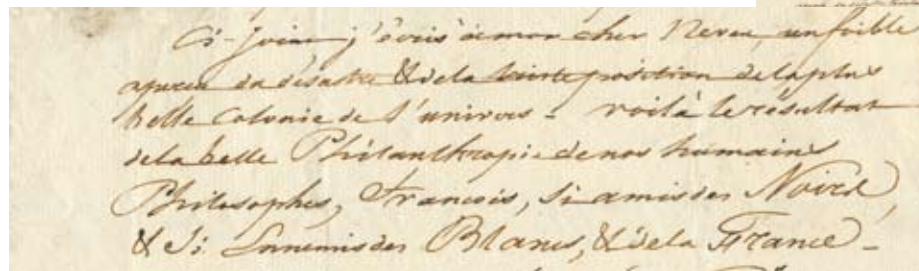 Ci-Joint j'écris à mon cher Neveu, un foible
apercu du désastre & de la triste position de la plus
belle Colonie de l'univers - voilà le résultat
de la belle Philanthropie de nos humains
Philosophes, Francois, si amis des Noirs,
& si Ennemis des Blancs, & de la France -